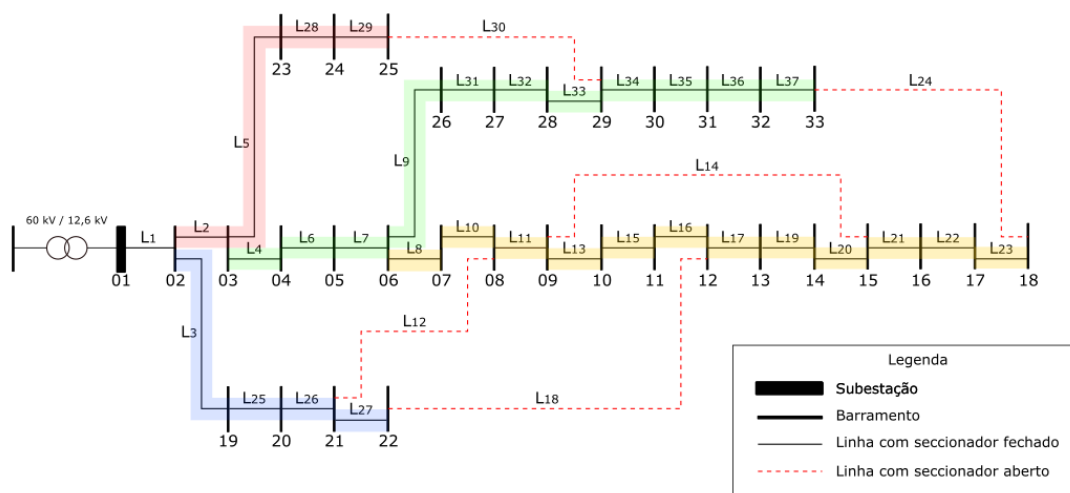 L28 L29 L30
23 24 25
L31 L32 L33 L34 L35 L36 L37 L24
26 27 28 29 30 31 32 33
L5
L9
L14
60 kV / 12,6 kV
L1 L2 L4 L6 L7 L8 L10 L11 L13 L15 L16 L17 L19 L20 L21 L22 L23
01 02 03 04 05 06 07 08 09 10 11 12 13 14 15 16 17 18
L3
L12
L25 L26 L27 L18
19 20 21 22
Legenda
Subestação
Barramento
Linha com seccionador fechado
Linha com seccionador aberto